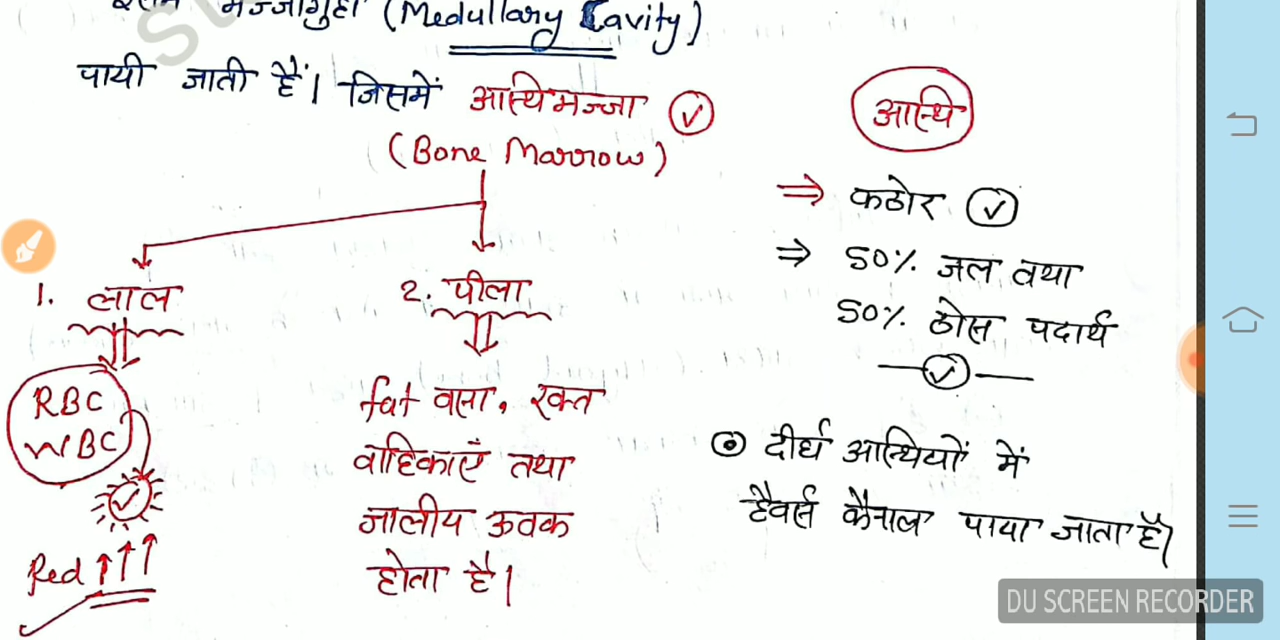 मज्जागुहा (Medullary Cavity)
पायी जाती हैं। जिसमें अस्थिमज्जा
(Bone Marrow)
1. लाल
RBC
WBC
Red
2. पीला
fat वसा, रक्त
वाहिकाएँ तथा
जालीय ऊतक
होता है।
अस्थि
⇒ कठोर
⇒ 50% जल तथा
50% ठोस पदार्थ
दीर्घ अस्थियों में
हैवर्स कैनाल पाया जाता है।
DU SCREEN RECORDER